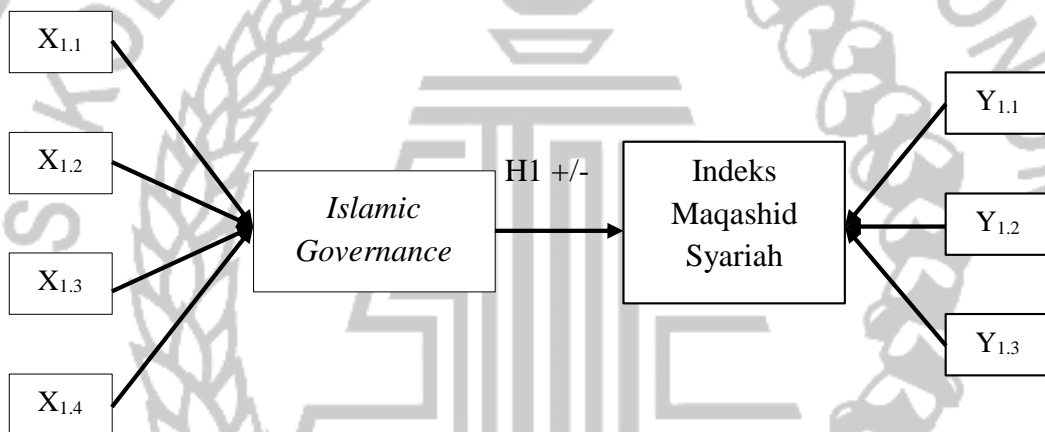 X1.1
X1.2
X1.3
X1.4
Islamic
Governance
H1 +/-
Indeks
Maqashid
Syariah
Y1.1
Y1.2
Y1.3